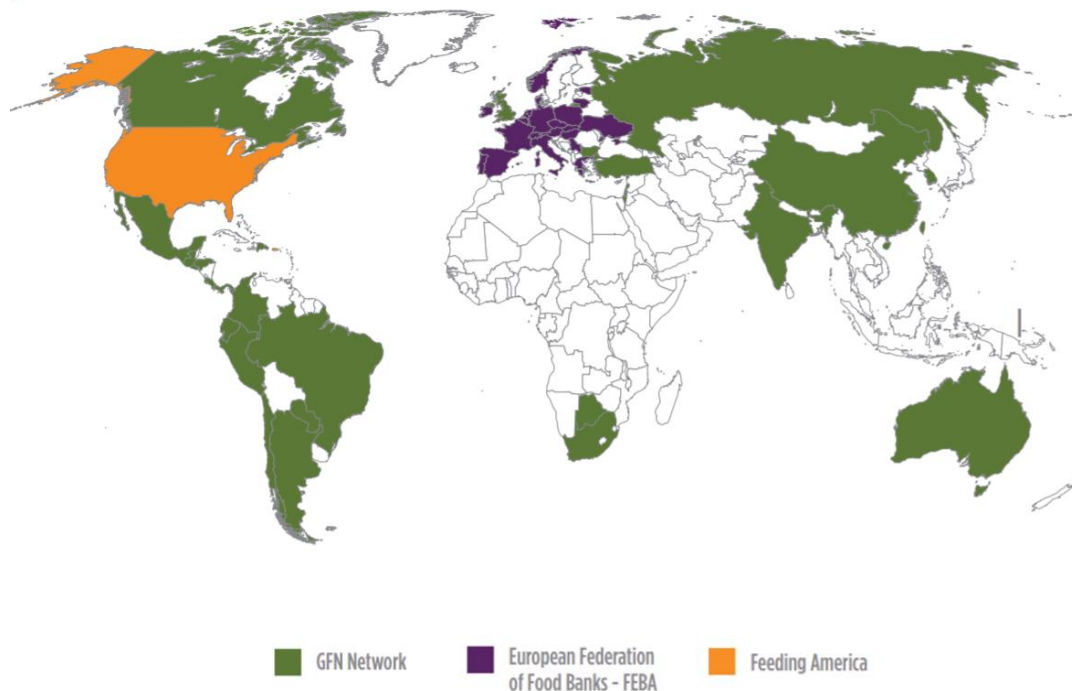 GFN Network
European Federation
of Food Banks - FEBA
Feeding America